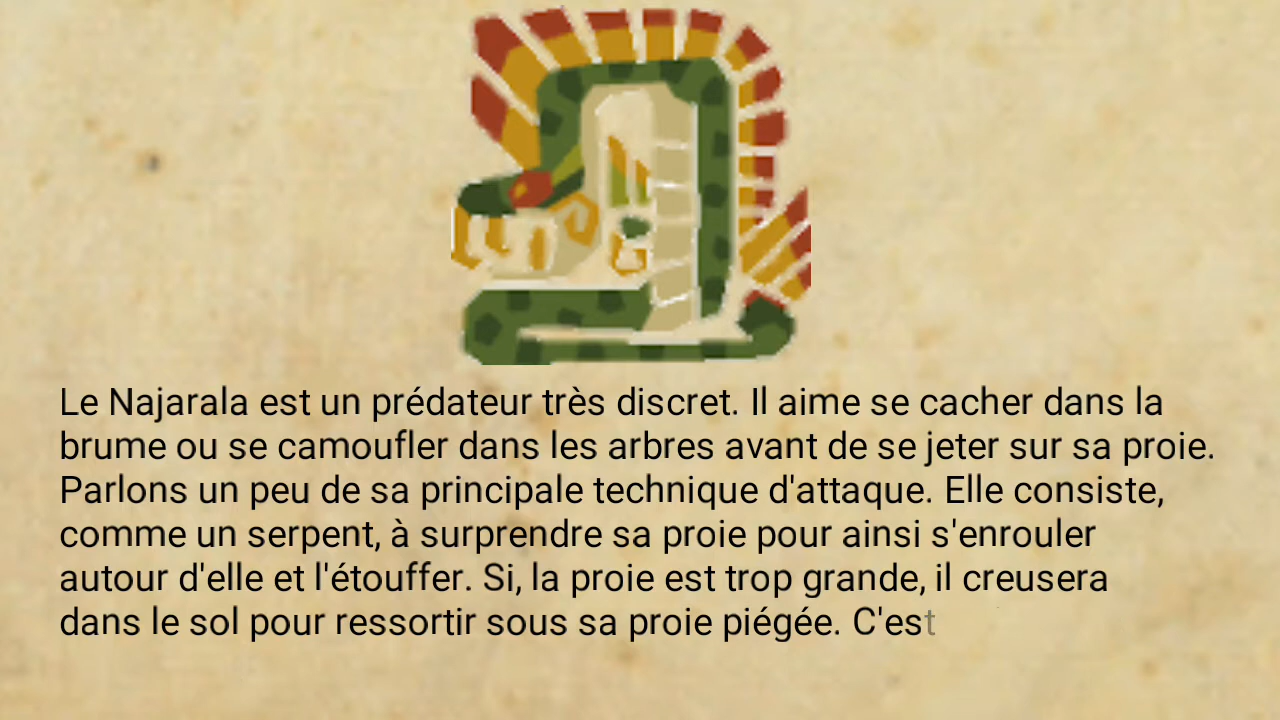 Le Najarala est un prédateur très discret. Il aime se cacher dans la
brume ou se camoufler dans les arbres avant de se jeter sur sa proie.
Parlons un peu de sa principale technique d'attaque. Elle consiste,
comme un serpent, à surprendre sa proie pour ainsi s'enrouler
autour d'elle et l'étouffer. Si, la proie est trop grande, il creusera
dans le sol pour ressortir sous sa proie piégée. C'est